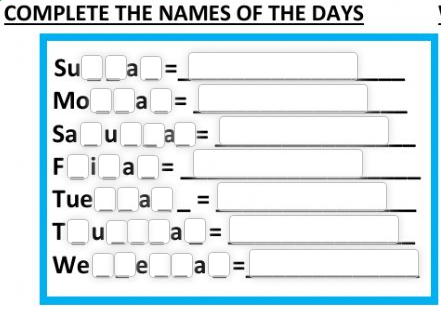 COMPLETE THE NAMES OF THE DAYS
Su__a_=
Mo__a_=
Sa_u__a_=
F_i_a_=
Tue__a_ _ =
T_u___a_=
We__e__a_=